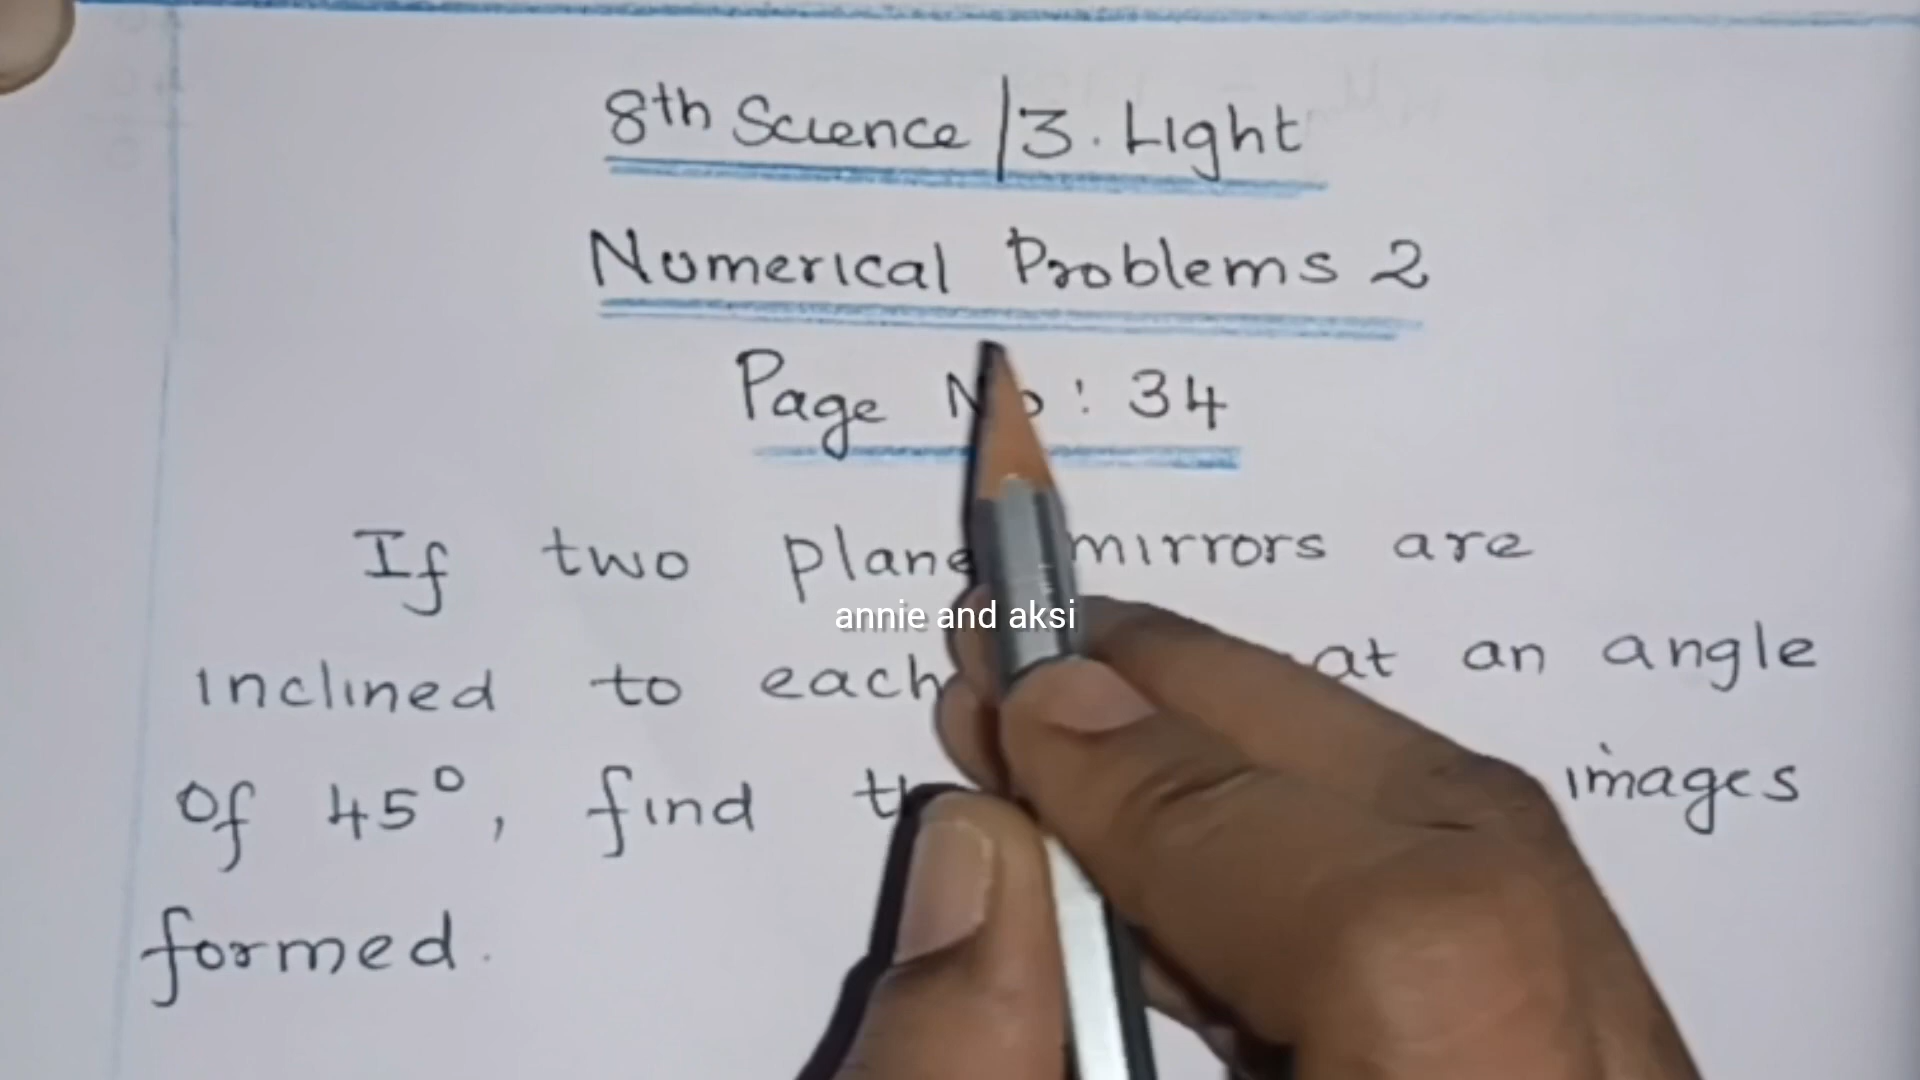 8th Science | 3. Light
Numerical Problems 2
Page No: 34
If two plane mirrors are
annie and aksi
inclined to each at an angle
of 45°, find images
formed.